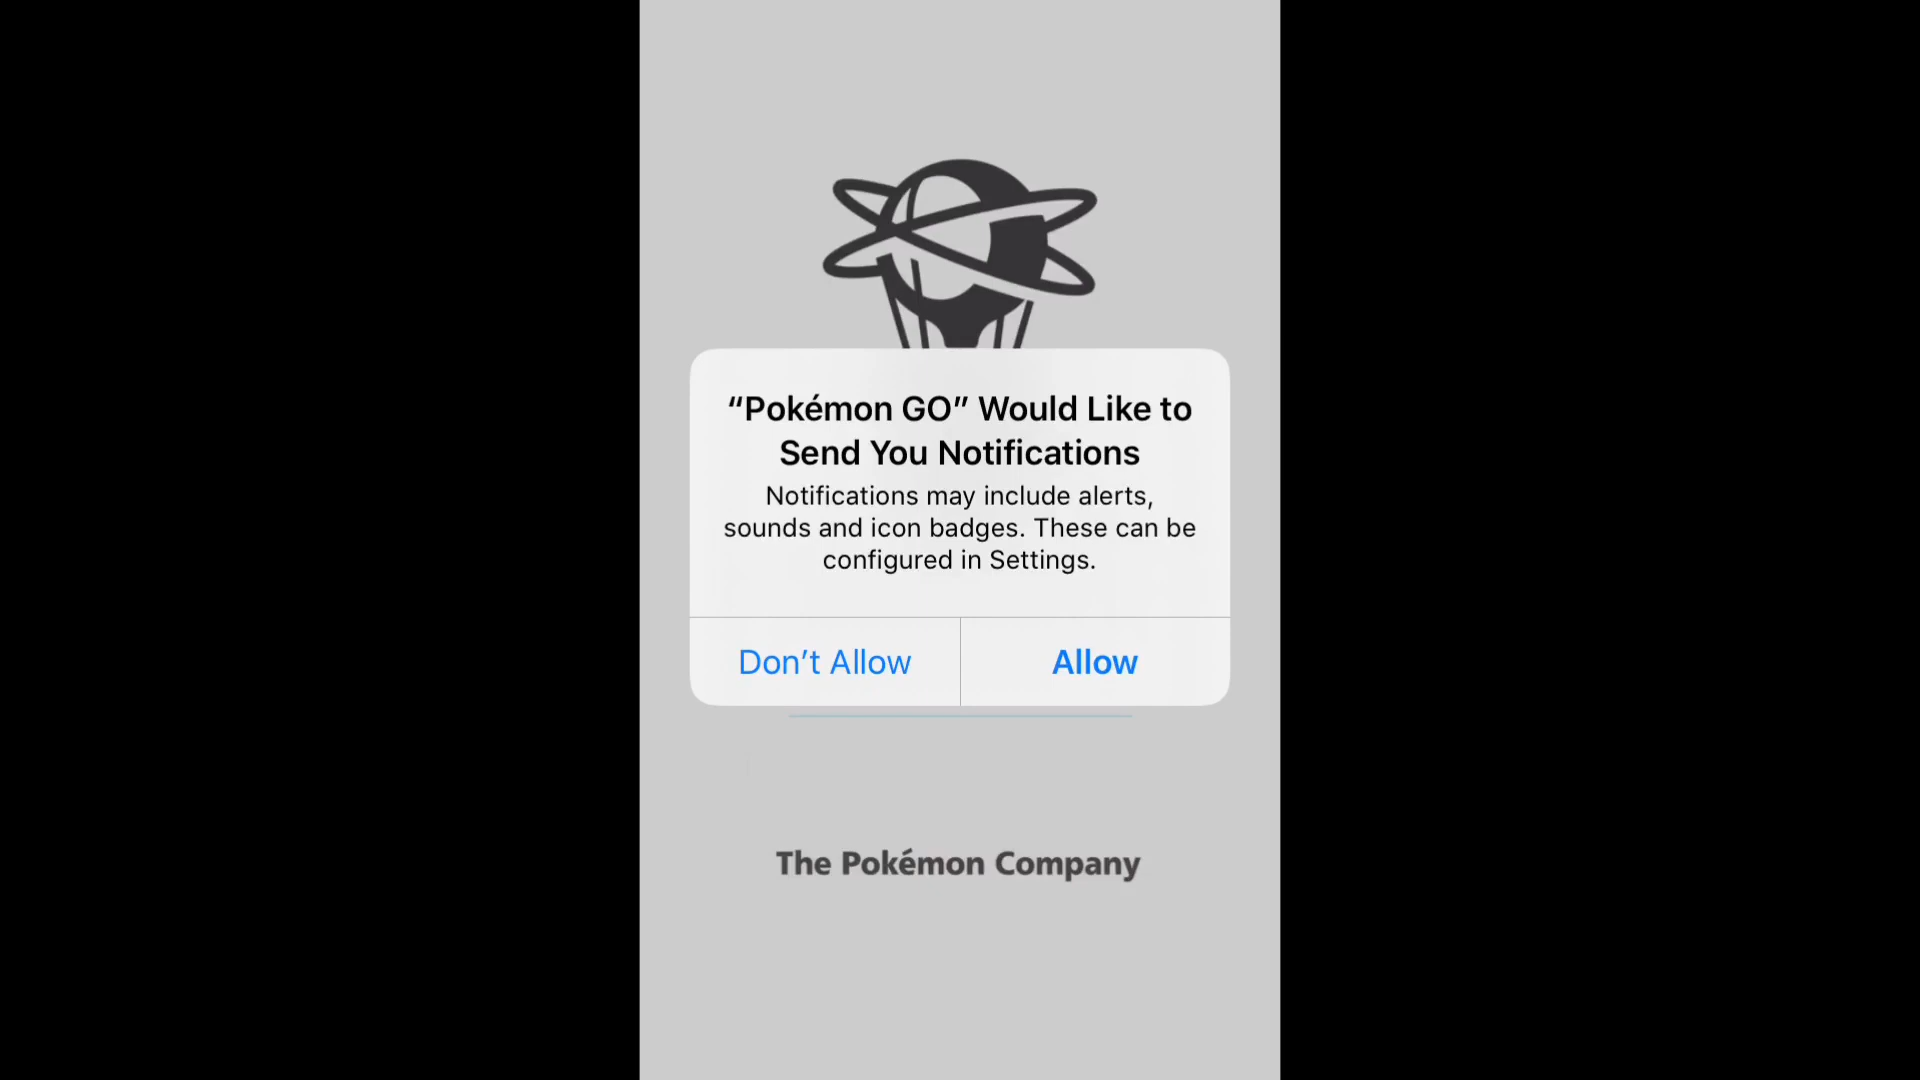 “Pokémon GO” Would Like to
Send You Notifications
Notifications may include alerts,
sounds and icon badges. These can be
configured in Settings.
Don’t Allow
Allow
The Pokémon Company